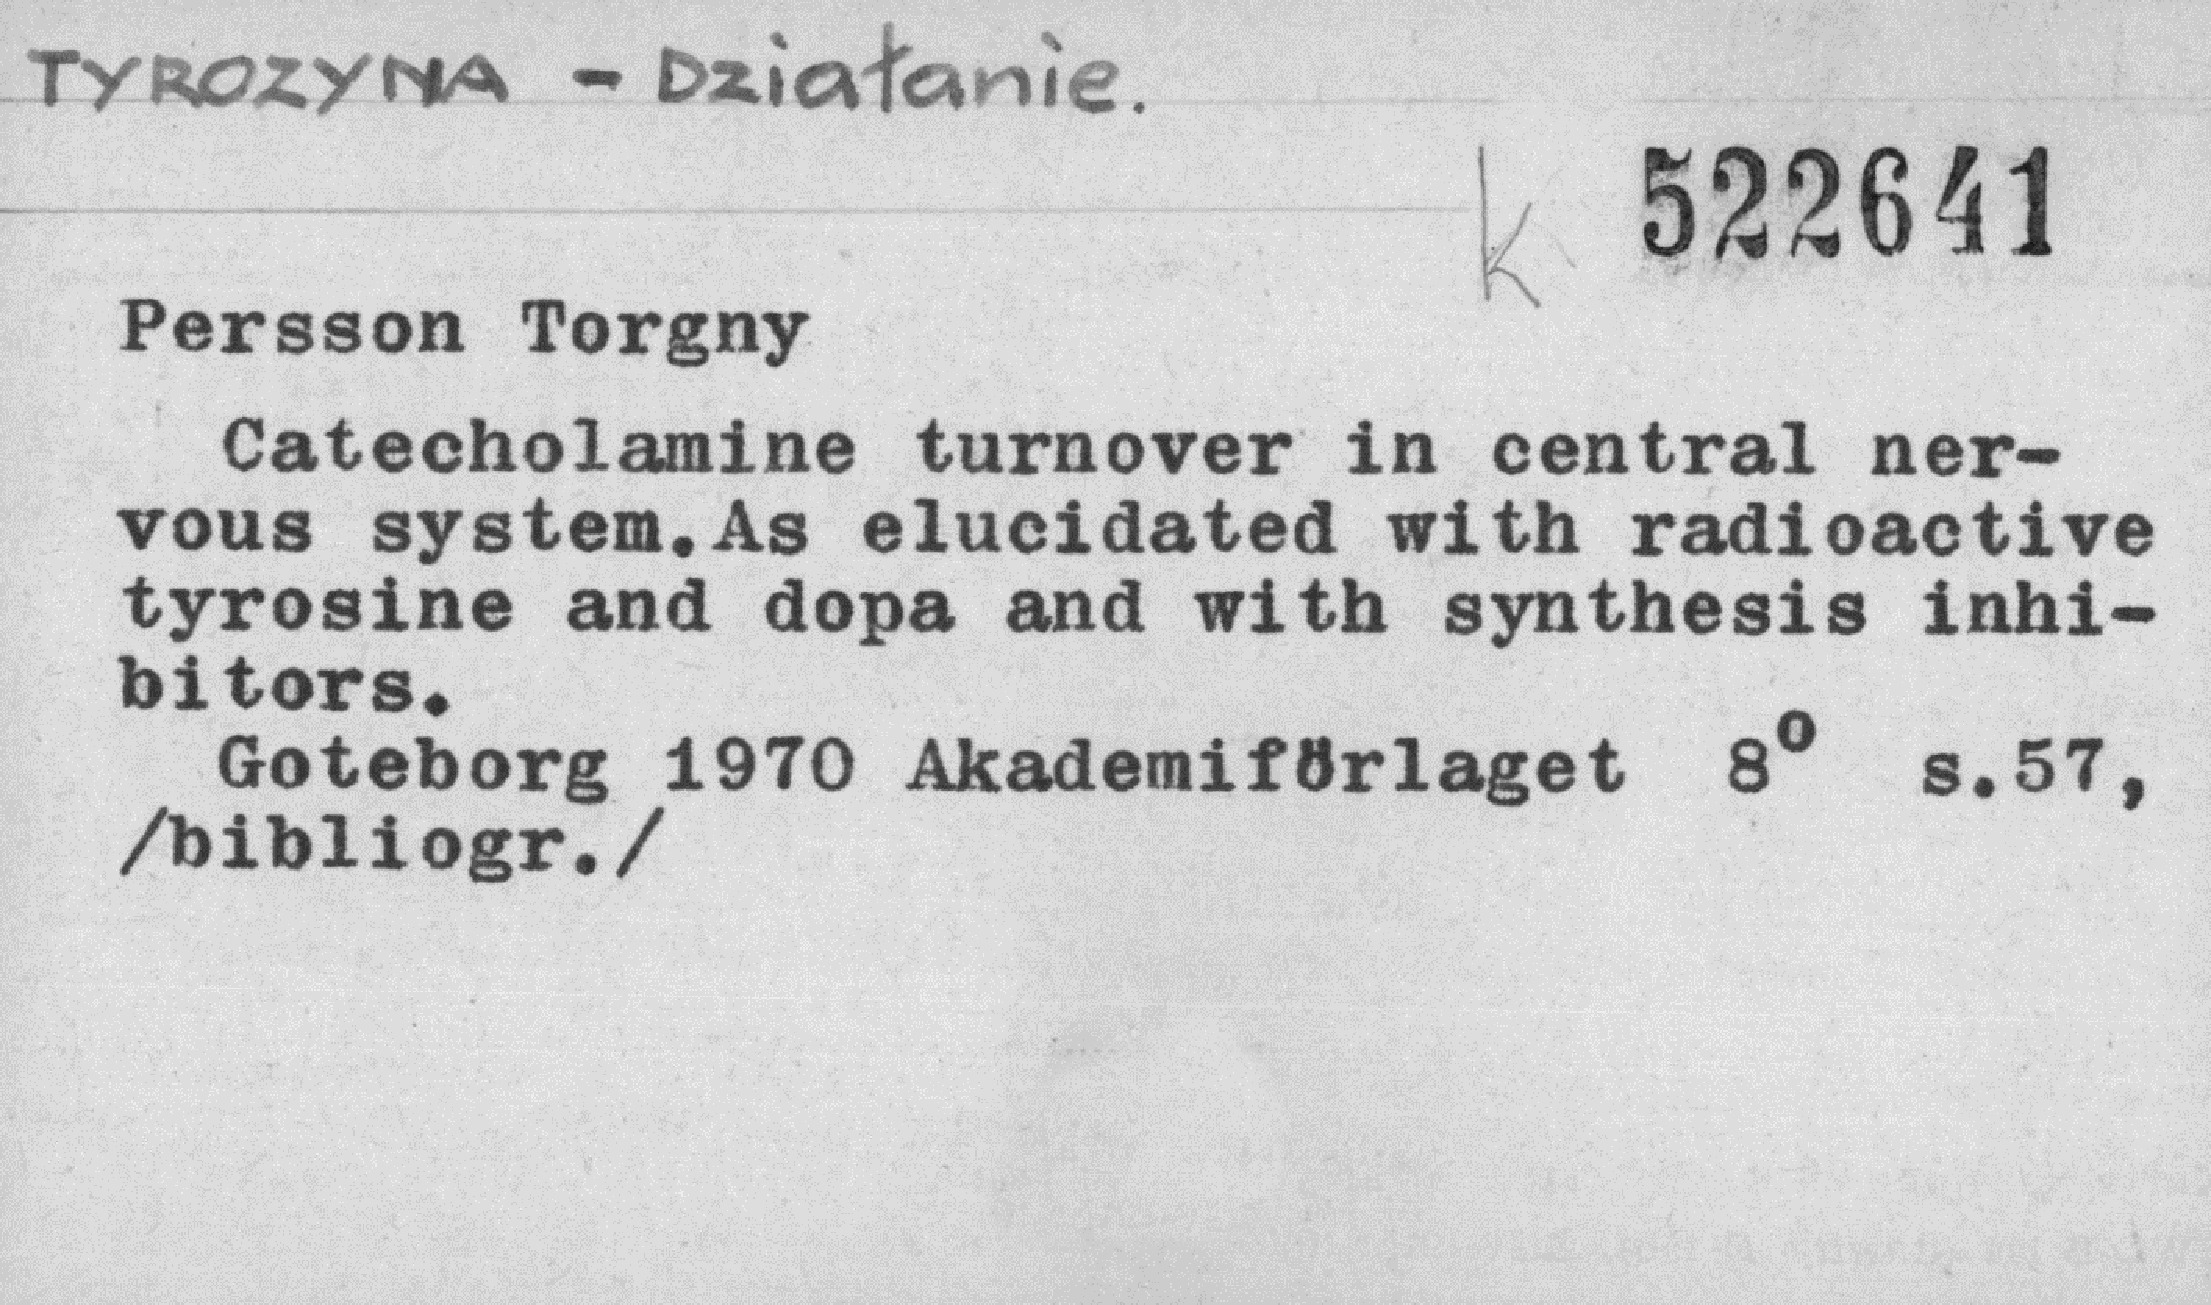 TYROZYNA - Działanie.
k 522641
Persson Torgny
Catecholamine turnover in central ner-
vous system.As elucidated with radioactive
tyrosine and dopa and with synthesis inhi-
bitors.
Goteborg 1970 Akademiförlaget 8° s.57,
/bibliogr./